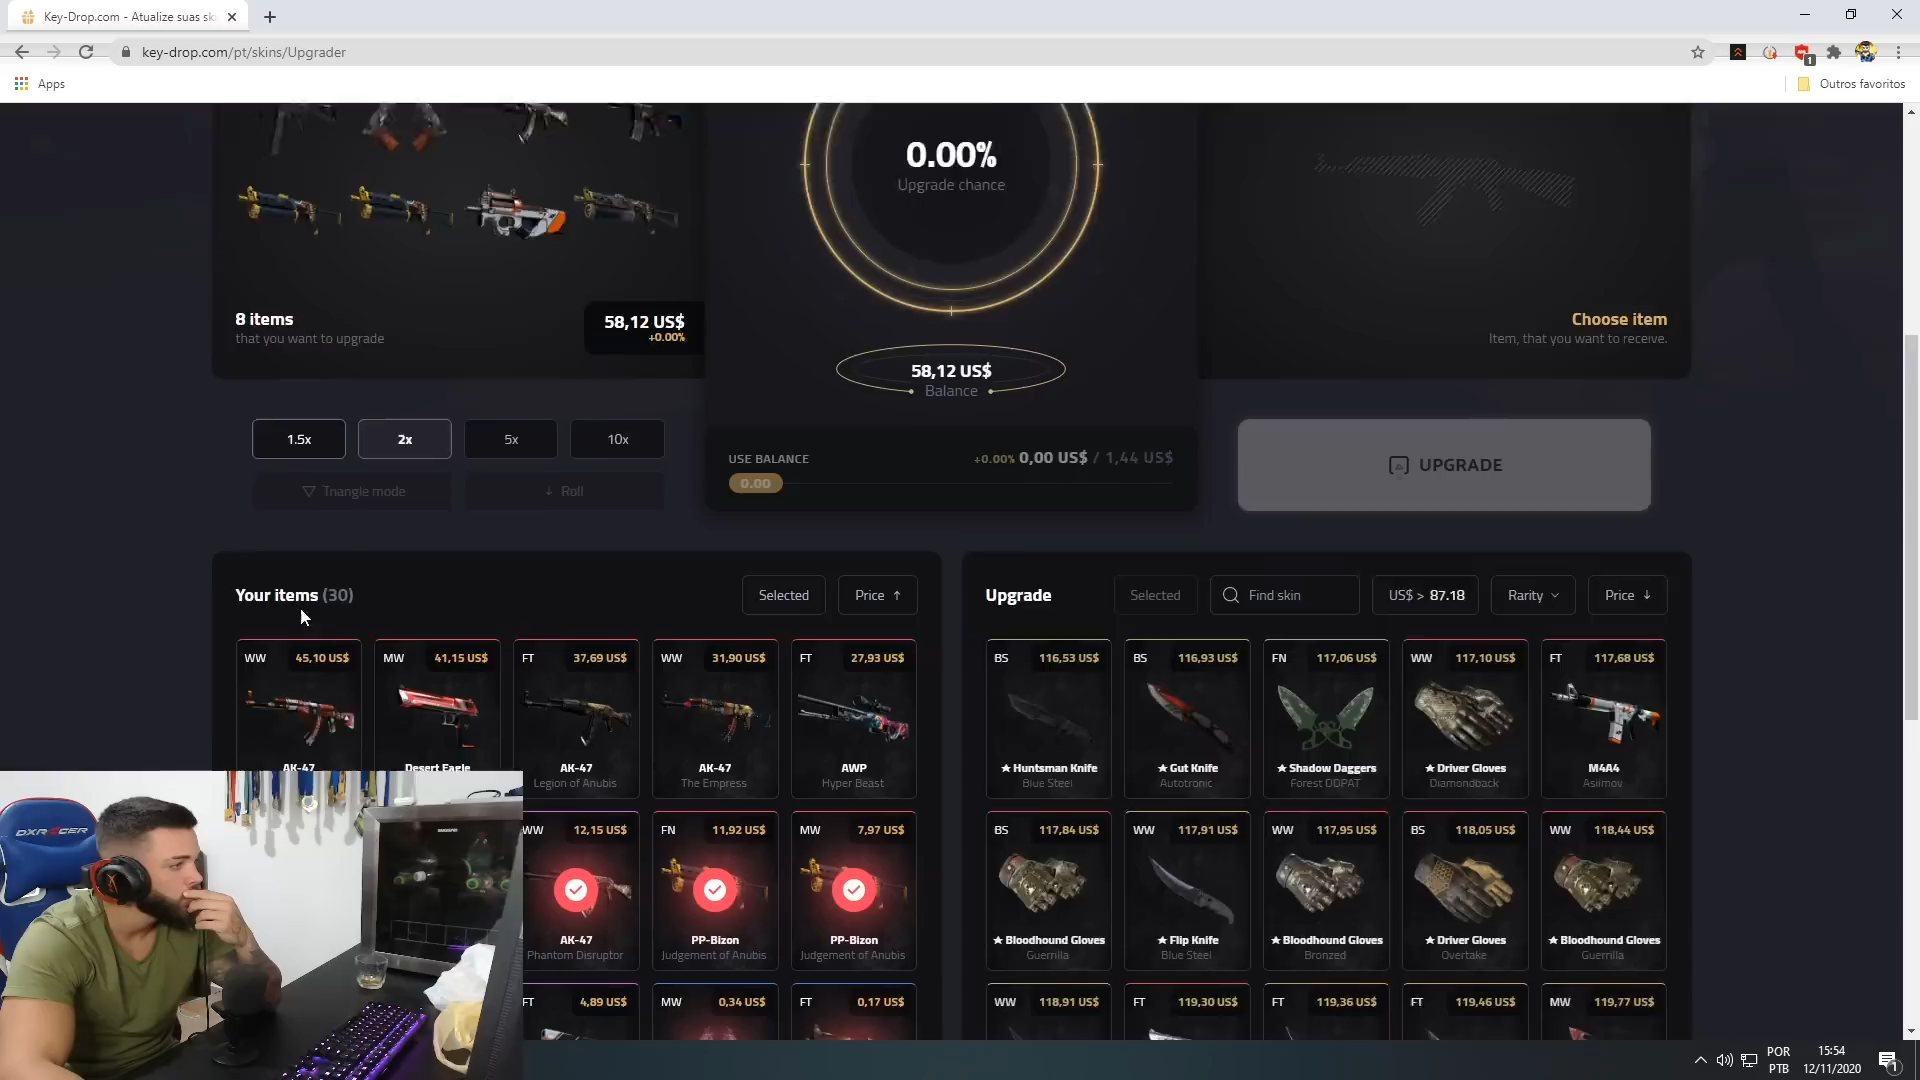 Key-Drop.com - Atualize suas sk
key-drop.com/pt/skins/Upgrader
1
Apps
Outros favoritos
0.00%
Upgrade chance
8 items
that you want to upgrade
58,12 US$
+0.00%
58,12 US$
Balance
Choose item
Item, that you want to receive.
1.5x 2x 5x 10x
Triangle mode Roll
USE BALANCE +0.00% 0,00 US$ / 1,44 US$
0.00
UPGRADE
Your items (30) Selected Price
Upgrade Selected Find skin US$ > 87.18 Rarity Price
WW 45,10 US$ MW 41,15 US$ FT 37,69 US$ WW 31,90 US$ FT 27,93 US$
AK-47 Desert Eagle AK-47 AK-47 AWP
Legion of Anubis The Empress Hyper Beast
BS 116,53 US$ BS 116,93 US$ FN 117,06 US$ WW 117,10 US$ FT 117,68 US$
Huntsman Knife Gut Knife Shadow Daggers Driver Gloves M4A4
Blue Steel Autotronic Forest DDPAT Diamondback Asiimov
WW 12,15 US$ FN 11,92 US$ MW 7,97 US$
AK-47 PP-Bizon PP-Bizon
Phantom Disruptor Judgement of Anubis Judgement of Anubis
BS 117,84 US$ WW 117,91 US$ WW 117,95 US$ BS 118,05 US$ WW 118,44 US$
Bloodhound Gloves Flip Knife Bloodhound Gloves Driver Gloves Bloodhound Gloves
Guerrilla Blue Steel Bronzed Overtake Guerrilla
FT 4,89 US$ MW 0,34 US$ FT 0,17 US$
WW 118,91 US$ FT 119,30 US$ FT 119,36 US$ FT 119,46 US$ MW 119,77 US$
DXRACER
POR
PTB
15:54
12/11/2020
1